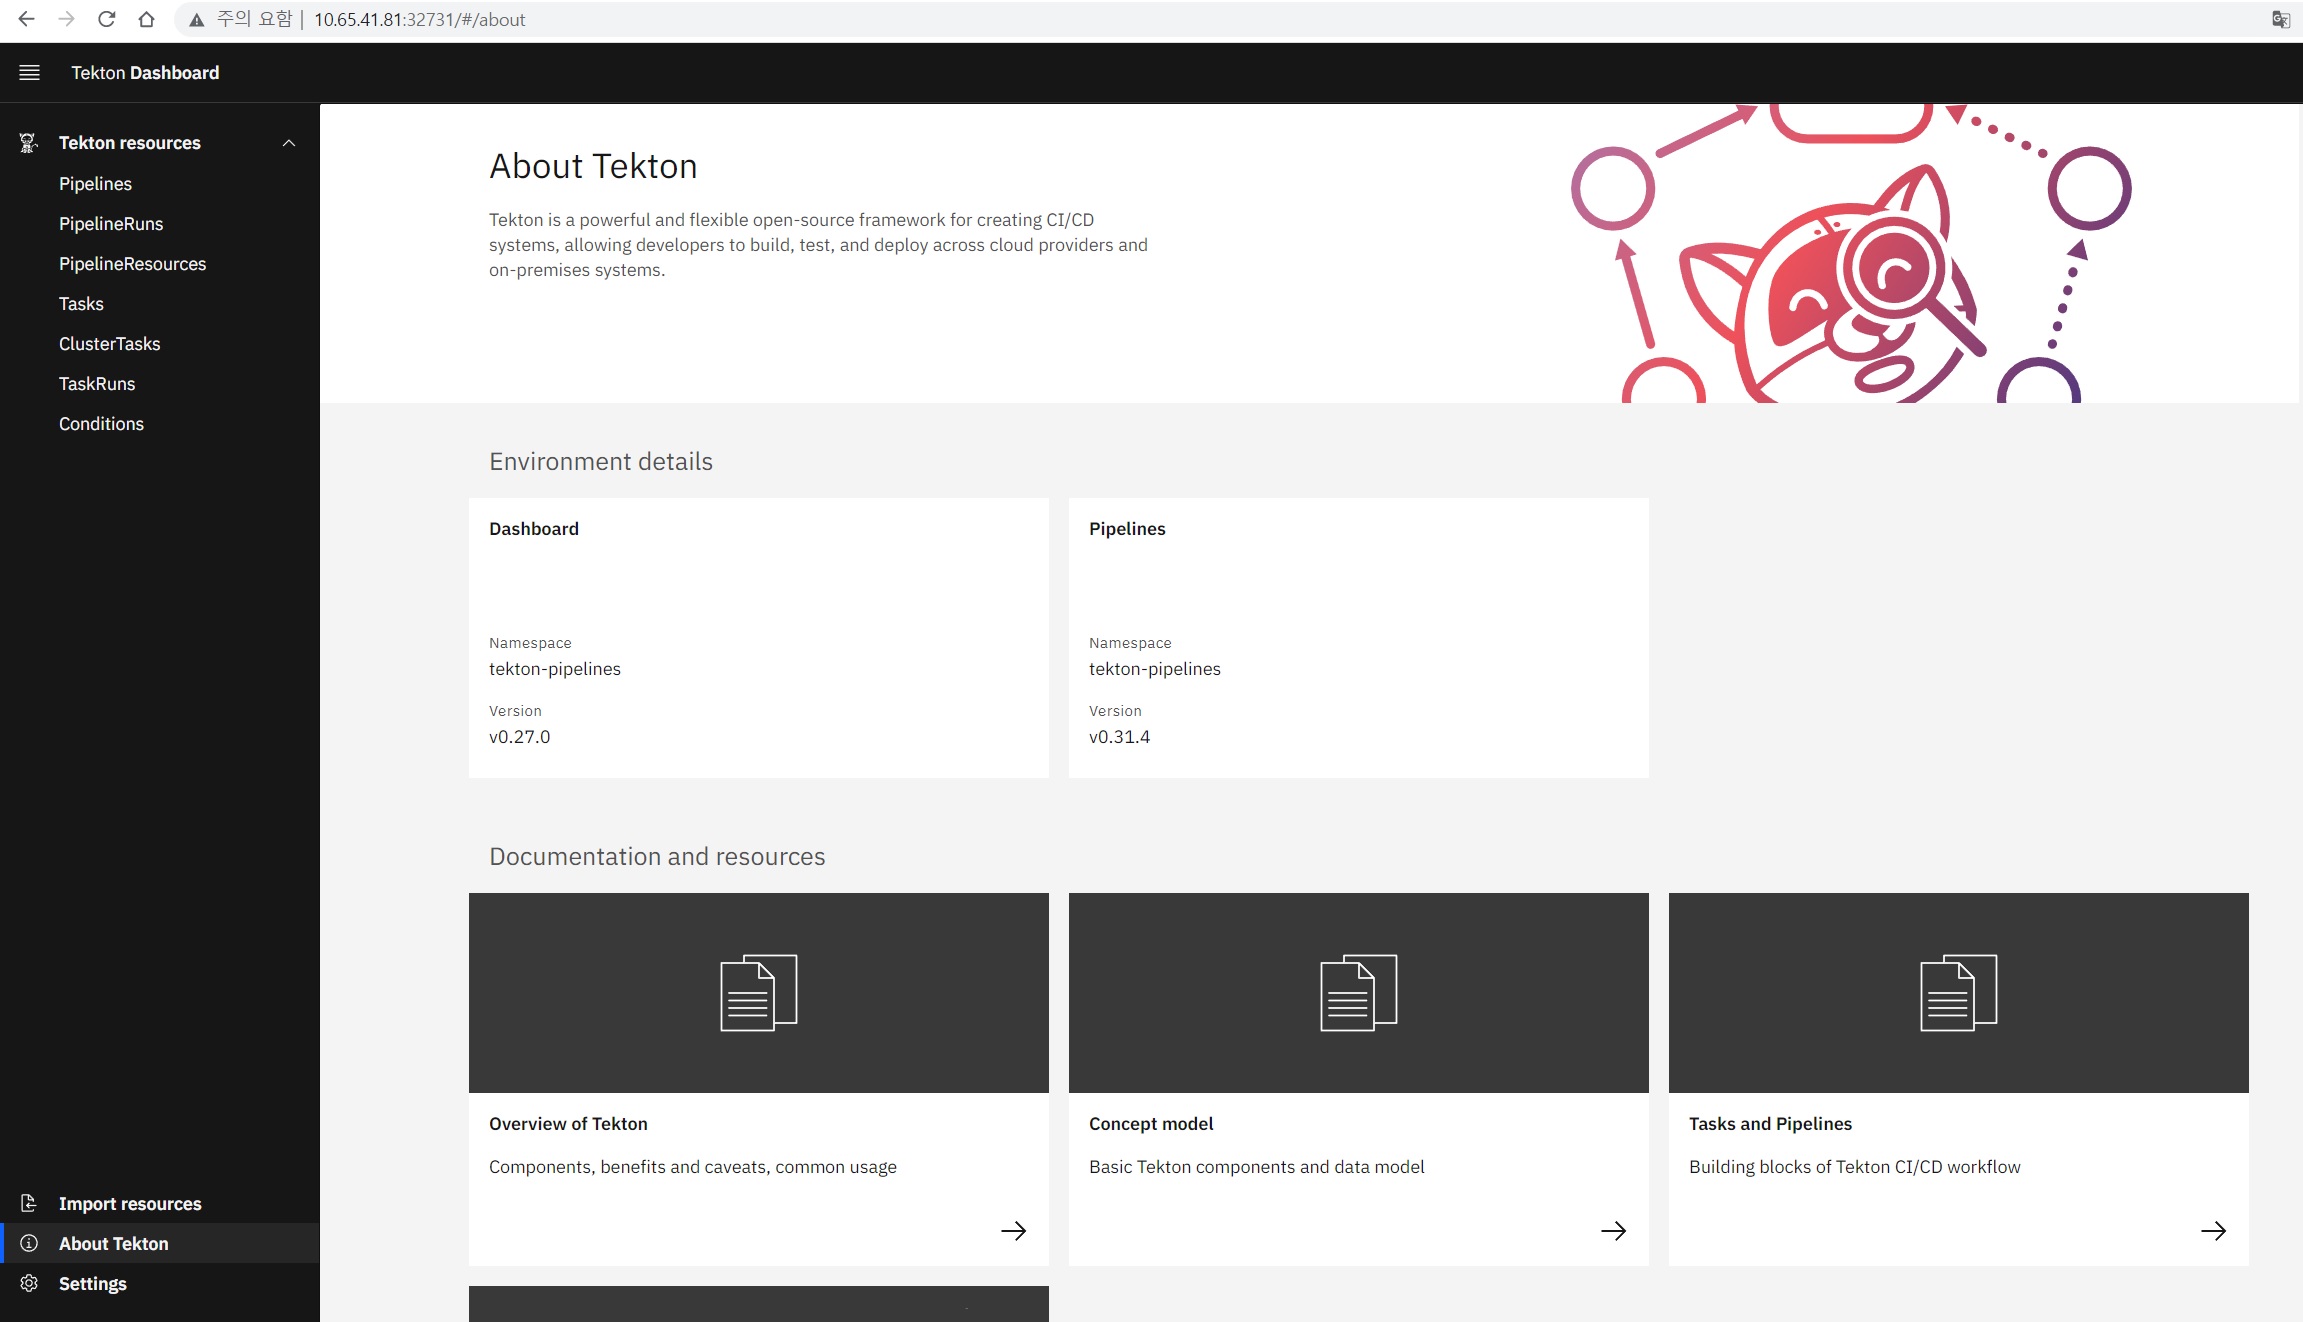 주의 요함 | 10.65.41.81:32731/#/about
Tekton Dashboard
Tekton resources
Pipelines
PipelineRuns
PipelineResources
Tasks
ClusterTasks
TaskRuns
Conditions
Import resources
About Tekton
Settings
About Tekton
Tekton is a powerful and flexible open-source framework for creating CI/CD
systems, allowing developers to build, test, and deploy across cloud providers and
on-premises systems.
Environment details
Dashboard
Namespace
tekton-pipelines
Version
v0.27.0
Pipelines
Namespace
tekton-pipelines
Version
v0.31.4
Documentation and resources
Overview of Tekton
Components, benefits and caveats, common usage
Concept model
Basic Tekton components and data model
Tasks and Pipelines
Building blocks of Tekton CI/CD workflow